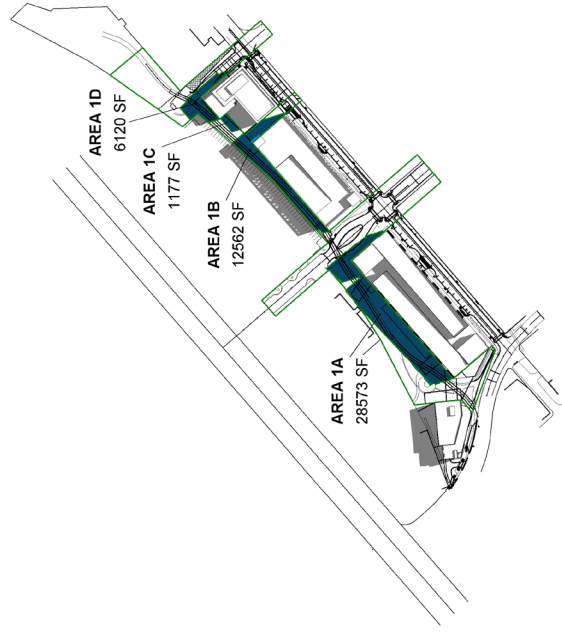 AREA 1D
6120 SF
AREA 1C
1177 SF
AREA 1B
12562 SF
AREA 1A
28573 SF